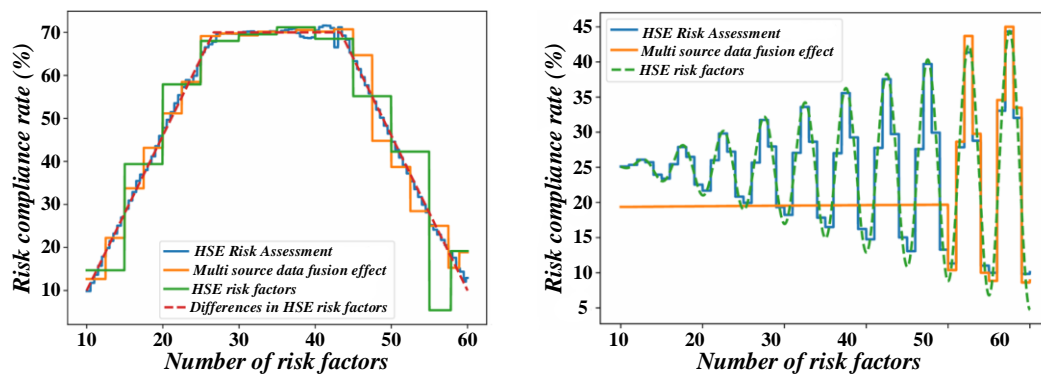 Risk compliance rate (%)
70
60
50
40
30
20
10
HSE Risk Assessment
Multi source data fusion effect
HSE risk factors
Differences in HSE risk factors
10 20 30 40 50 60
Number of risk factors
Risk compliance rate (%)
45
40
35
30
25
20
15
10
5
HSE Risk Assessment
Multi source data fusion effect
HSE risk factors
10 20 30 40 50 60
Number of risk factors